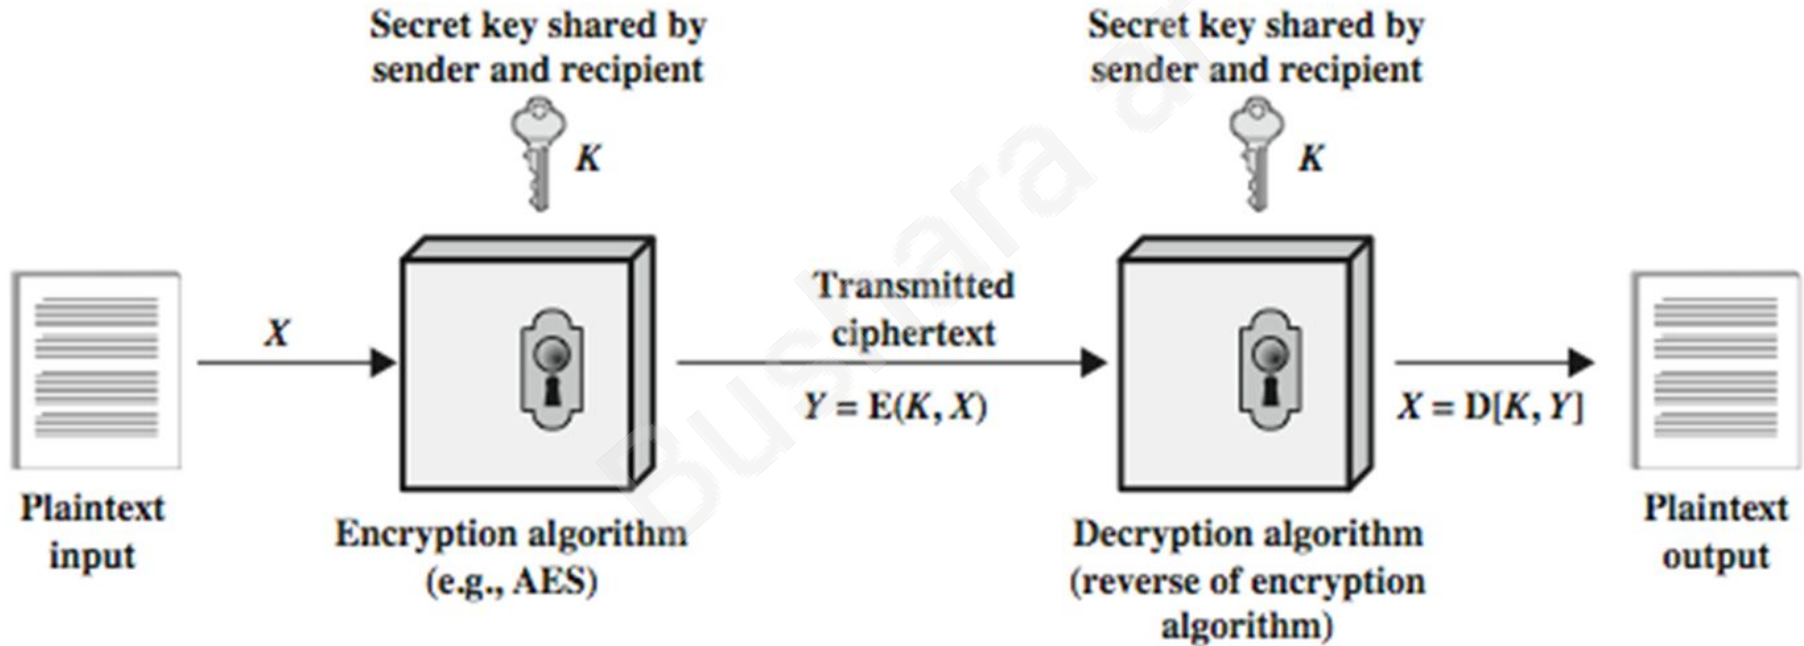 Secret key shared by
sender and recipient
K
Secret key shared by
sender and recipient
K
X
Transmitted
ciphertext
Y = E(K, X)
X = D[K, Y]
Plaintext
input
Encryption algorithm
(e.g., AES)
Decryption algorithm
(reverse of encryption
algorithm)
Plaintext
output
Bushara